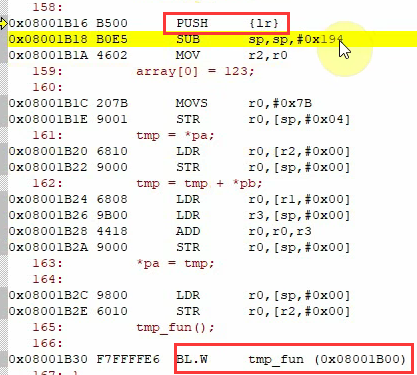 158:
0x08001B16 B500 PUSH {lr}
0x08001B18 B0E5 SUB sp,sp,#0x194
0x08001B1A 4602 MOV r2,r0
159: array[0] = 123;
160:
0x08001B1C 207B MOVS r0,#0x7B
0x08001B1E 9001 STR r0,[sp,#0x04]
161: tmp = *pa;
0x08001B20 6810 LDR r0,[r2,#0x00]
0x08001B22 9000 STR r0,[sp,#0x00]
162: tmp = tmp + *pb;
0x08001B24 6808 LDR r0,[r1,#0x00]
0x08001B26 9B00 LDR r3,[sp,#0x00]
0x08001B28 4418 ADD r0,r0,r3
0x08001B2A 9000 STR r0,[sp,#0x00]
163: *pa = tmp;
164:
0x08001B2C 9800 LDR r0,[sp,#0x00]
0x08001B2E 6010 STR r0,[r2,#0x00]
165: tmp_fun();
166:
0x08001B30 F7FFFFE6 BL.W tmp_fun (0x08001B00)
167: }